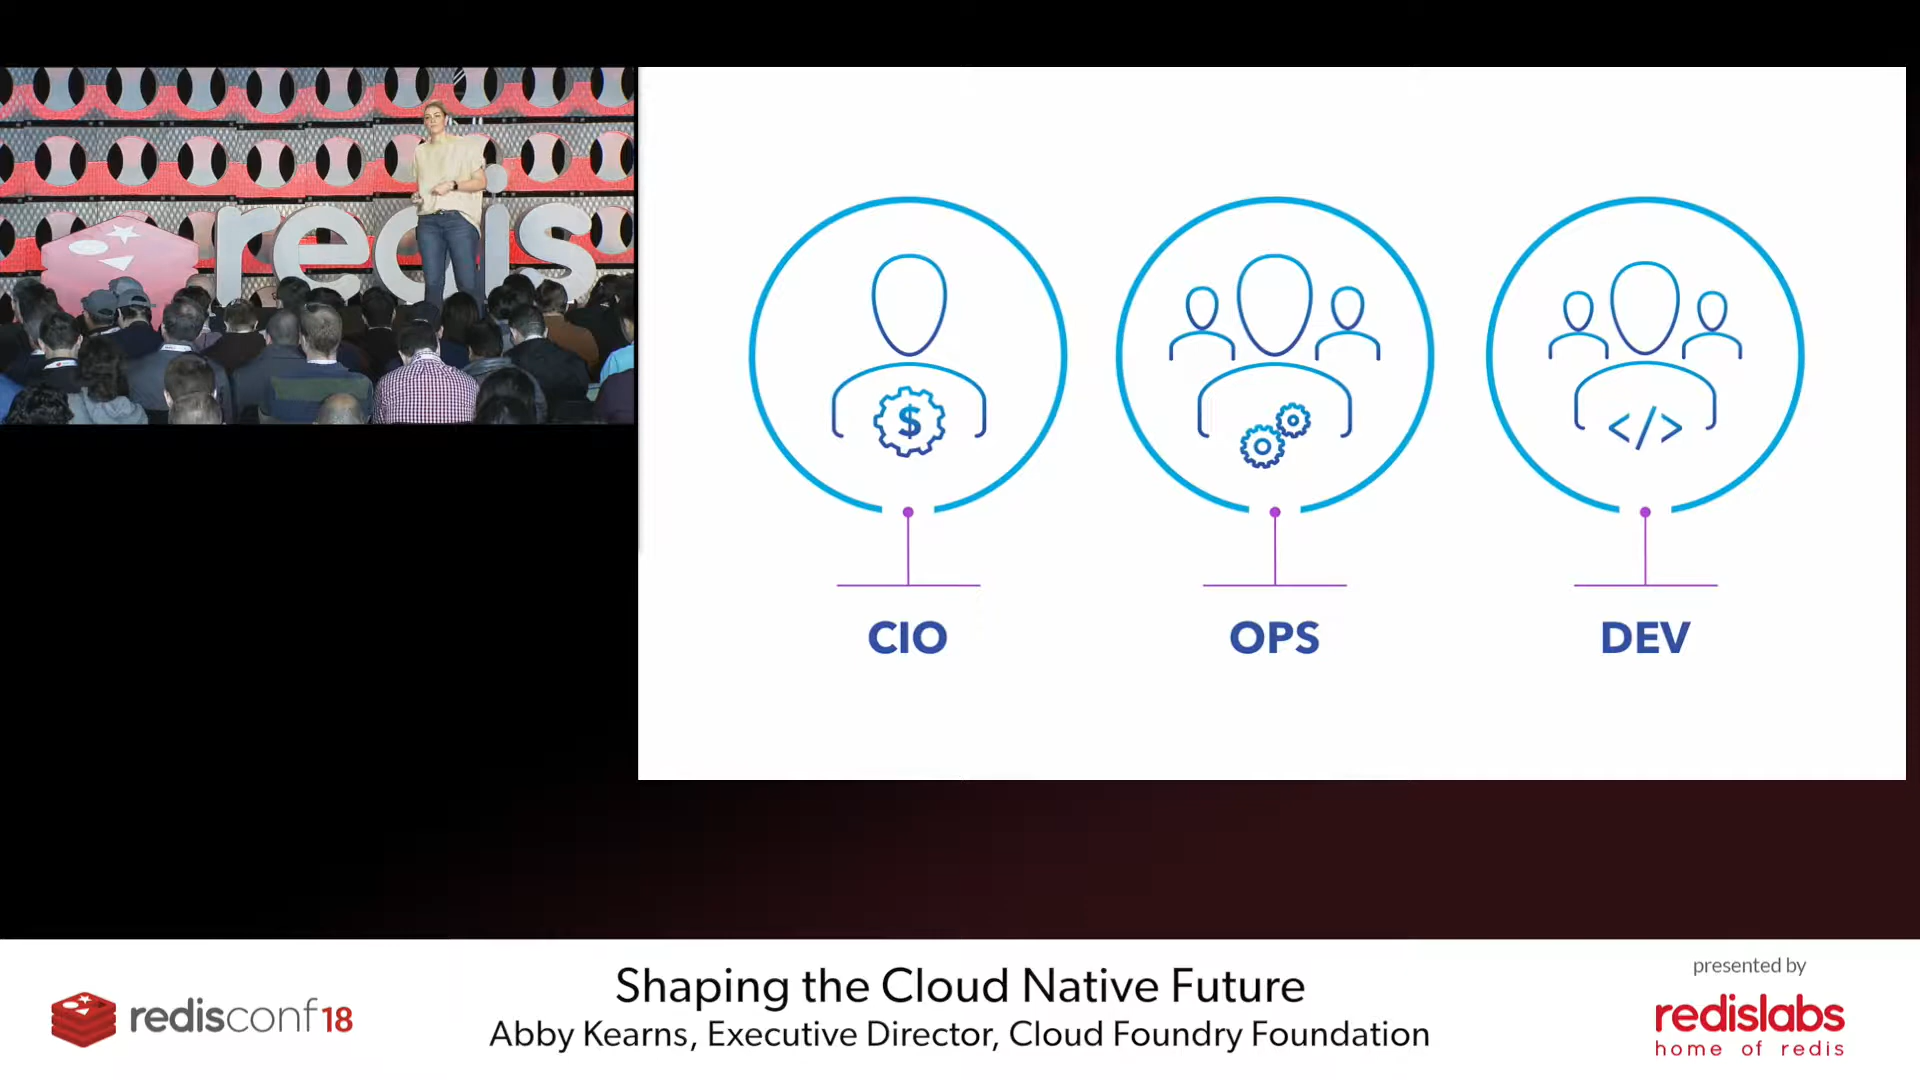 redis
$
</>
CIO
OPS
DEV
redisconf18
Shaping the Cloud Native Future
Abby Kearns, Executive Director, Cloud Foundry Foundation
presented by
redislabs
home of redis